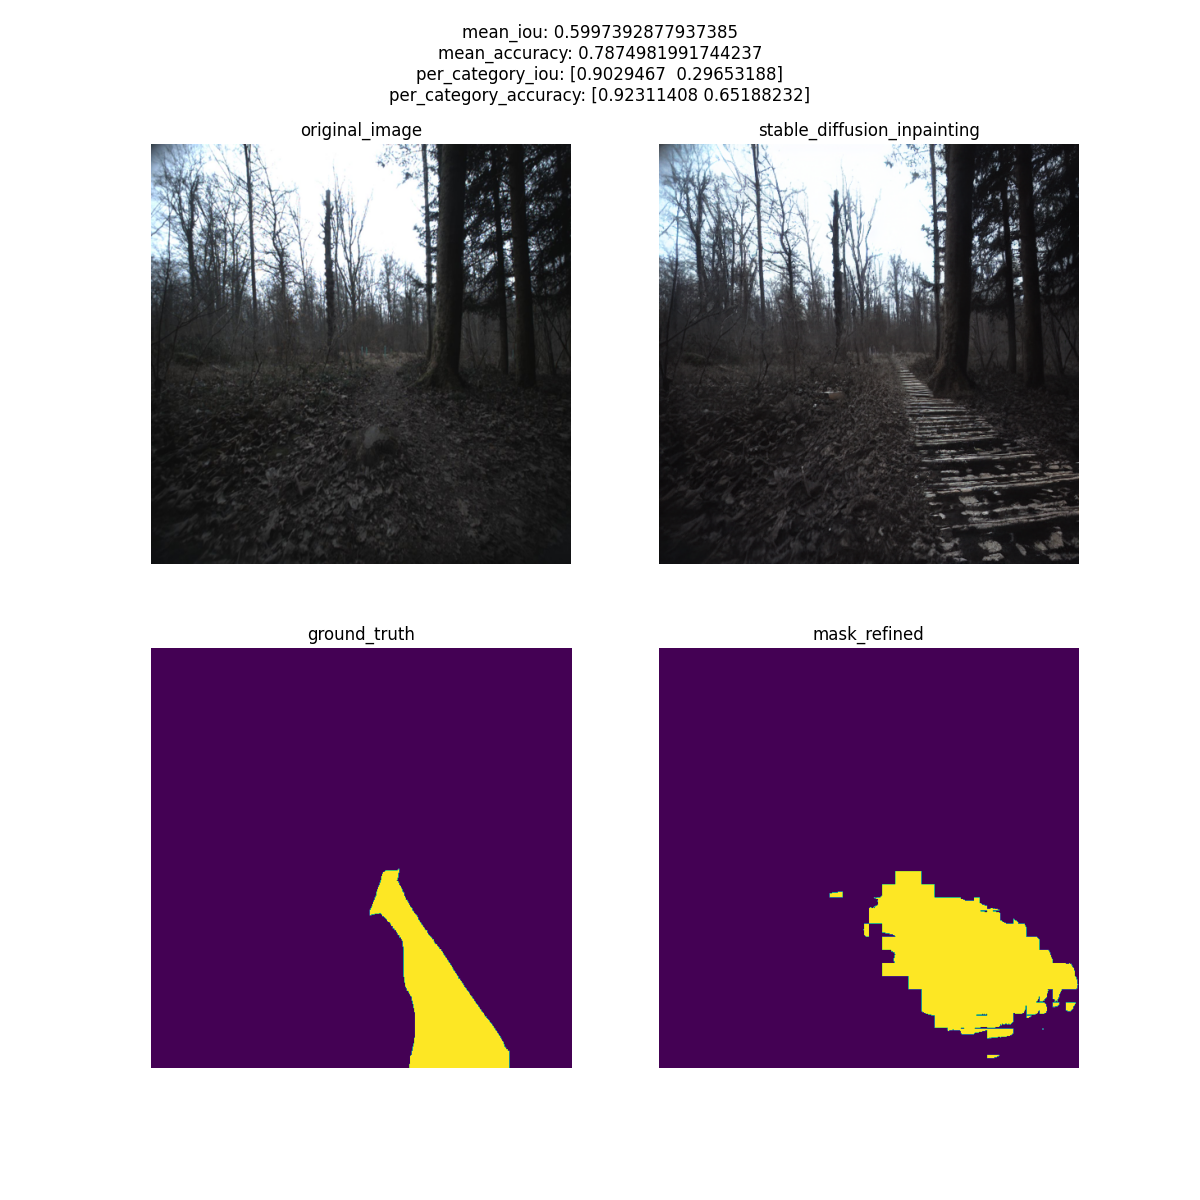 mean_iou: 0.5997392877937385
mean_accuracy: 0.7874981991744237
per_category_iou: [0.9029467  0.29653188]
per_category_accuracy: [0.92311408 0.65188232]
original_image
stable_diffusion_inpainting
ground_truth
mask_refined